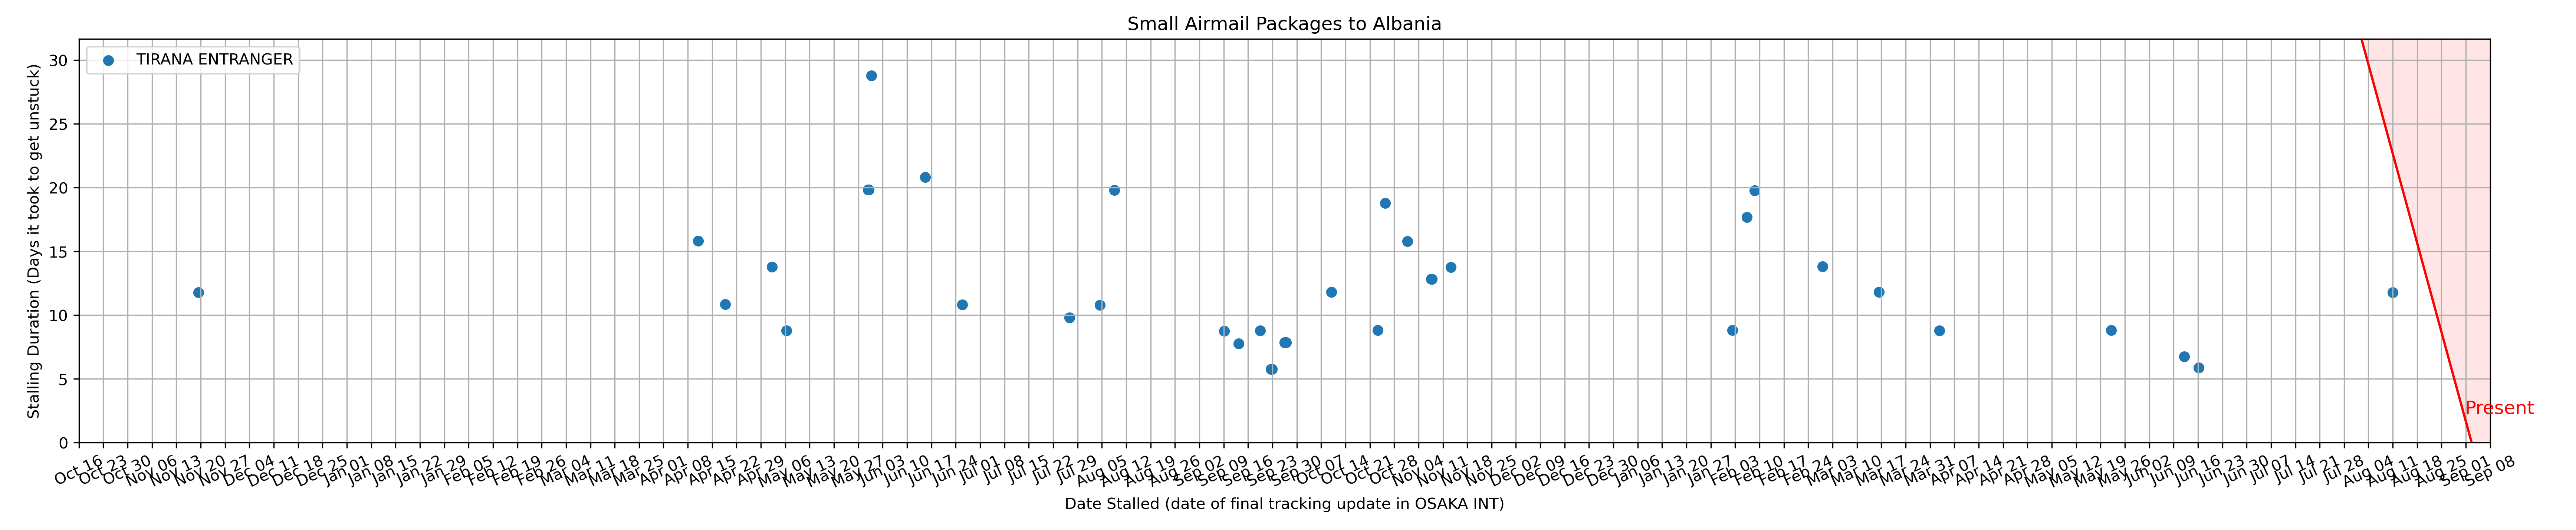 Small Airmail Packages to Albania
TIRANA ENTRANGER
Stalling Duration (Days it took to get unstuck)
30
25
20
15
10
5
0
Present
Oct 16
Oct 23
Oct 30
Nov 06
Nov 13
Nov 20
Nov 27
Dec 04
Dec 11
Dec 18
Dec 25
Jan 01
Jan 08
Jan 15
Jan 22
Jan 29
Feb 05
Feb 12
Feb 19
Feb 26
Mar 04
Mar 11
Mar 18
Mar 25
Apr 01
Apr 08
Apr 15
Apr 22
Apr 29
May 06
May 13
May 20
May 27
Jun 03
Jun 10
Jun 17
Jun 24
Jul 01
Jul 08
Jul 15
Jul 22
Jul 29
Aug 05
Aug 12
Aug 19
Aug 26
Sep 02
Sep 09
Sep 16
Sep 23
Sep 30
Oct 07
Oct 14
Oct 21
Oct 28
Nov 04
Nov 11
Nov 18
Nov 25
Dec 02
Dec 09
Dec 16
Dec 23
Dec 30
Jan 06
Jan 13
Jan 20
Jan 27
Feb 03
Feb 10
Feb 17
Feb 24
Mar 03
Mar 10
Mar 17
Mar 24
Mar 31
Apr 07
Apr 14
Apr 21
Apr 28
May 05
May 12
May 19
May 26
Jun 02
Jun 09
Jun 16
Jun 23
Jun 30
Jul 07
Jul 14
Jul 21
Jul 28
Aug 04
Aug 11
Aug 18
Aug 25
Sep 01
Sep 08
Date Stalled (date of final tracking update in OSAKA INT)